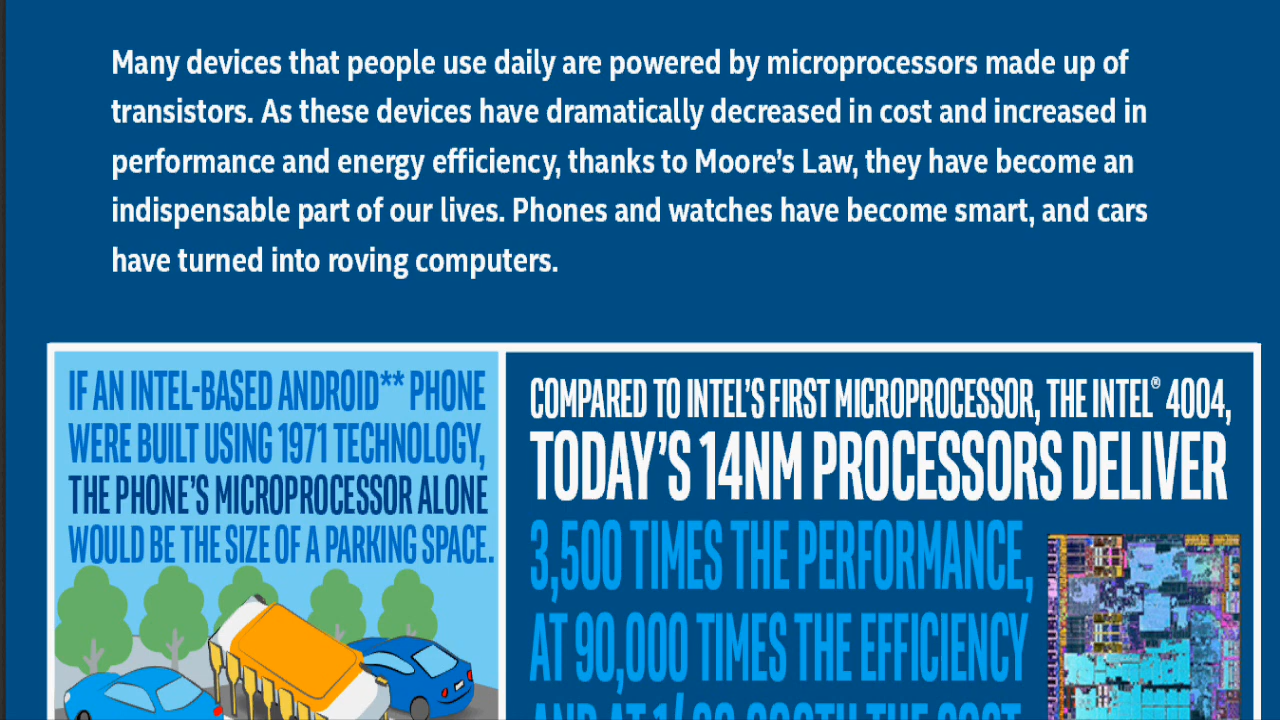 Many devices that people use daily are powered by microprocessors made up of
transistors. As these devices have dramatically decreased in cost and increased in
performance and energy efficiency, thanks to Moore’s Law, they have become an
indispensable part of our lives. Phones and watches have become smart, and cars
have turned into roving computers.
IF AN INTEL-BASED ANDROID** PHONE
WERE BUILT USING 1971 TECHNOLOGY,
THE PHONE’S MICROPROCESSOR ALONE
WOULD BE THE SIZE OF A PARKING SPACE.
COMPARED TO INTEL’S FIRST MICROPROCESSOR, THE INTEL® 4004,
TODAY’S 14NM PROCESSORS DELIVER
3,500 TIMES THE PERFORMANCE,
AT 90,000 TIMES THE EFFICIENCY
AND AT THE COST